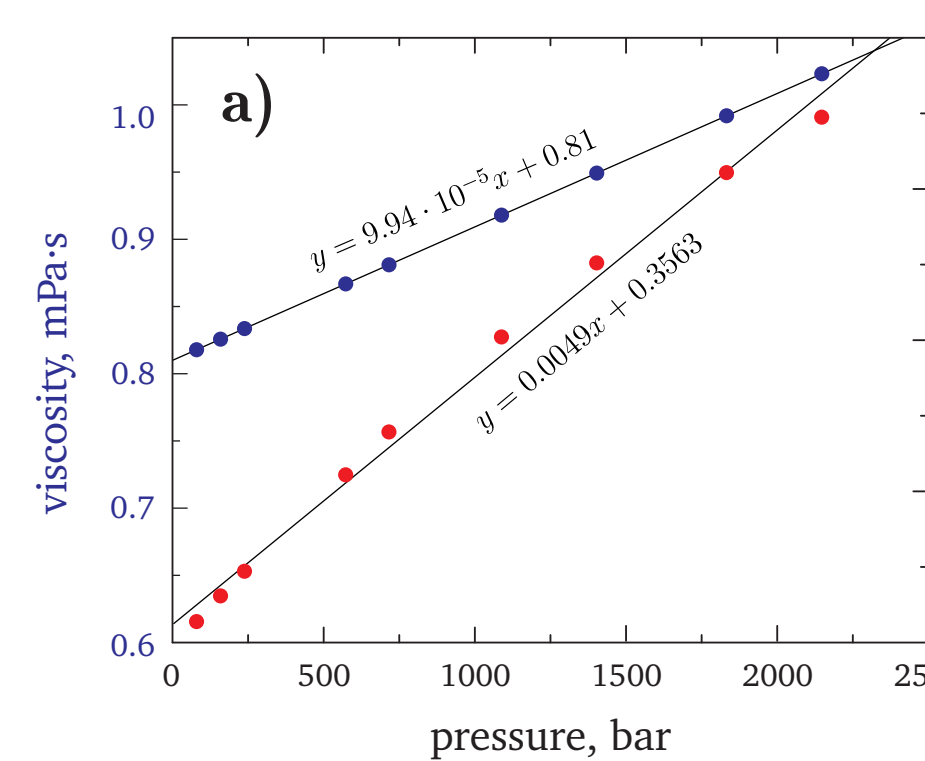 a)
1.0
0.9
0.8
0.7
0.6
viscosity, mPa·s
y = 9.94 · 10⁻⁵x + 0.81
y = 0.0049x + 0.3563
0 500 1000 1500 2000 25
pressure, bar